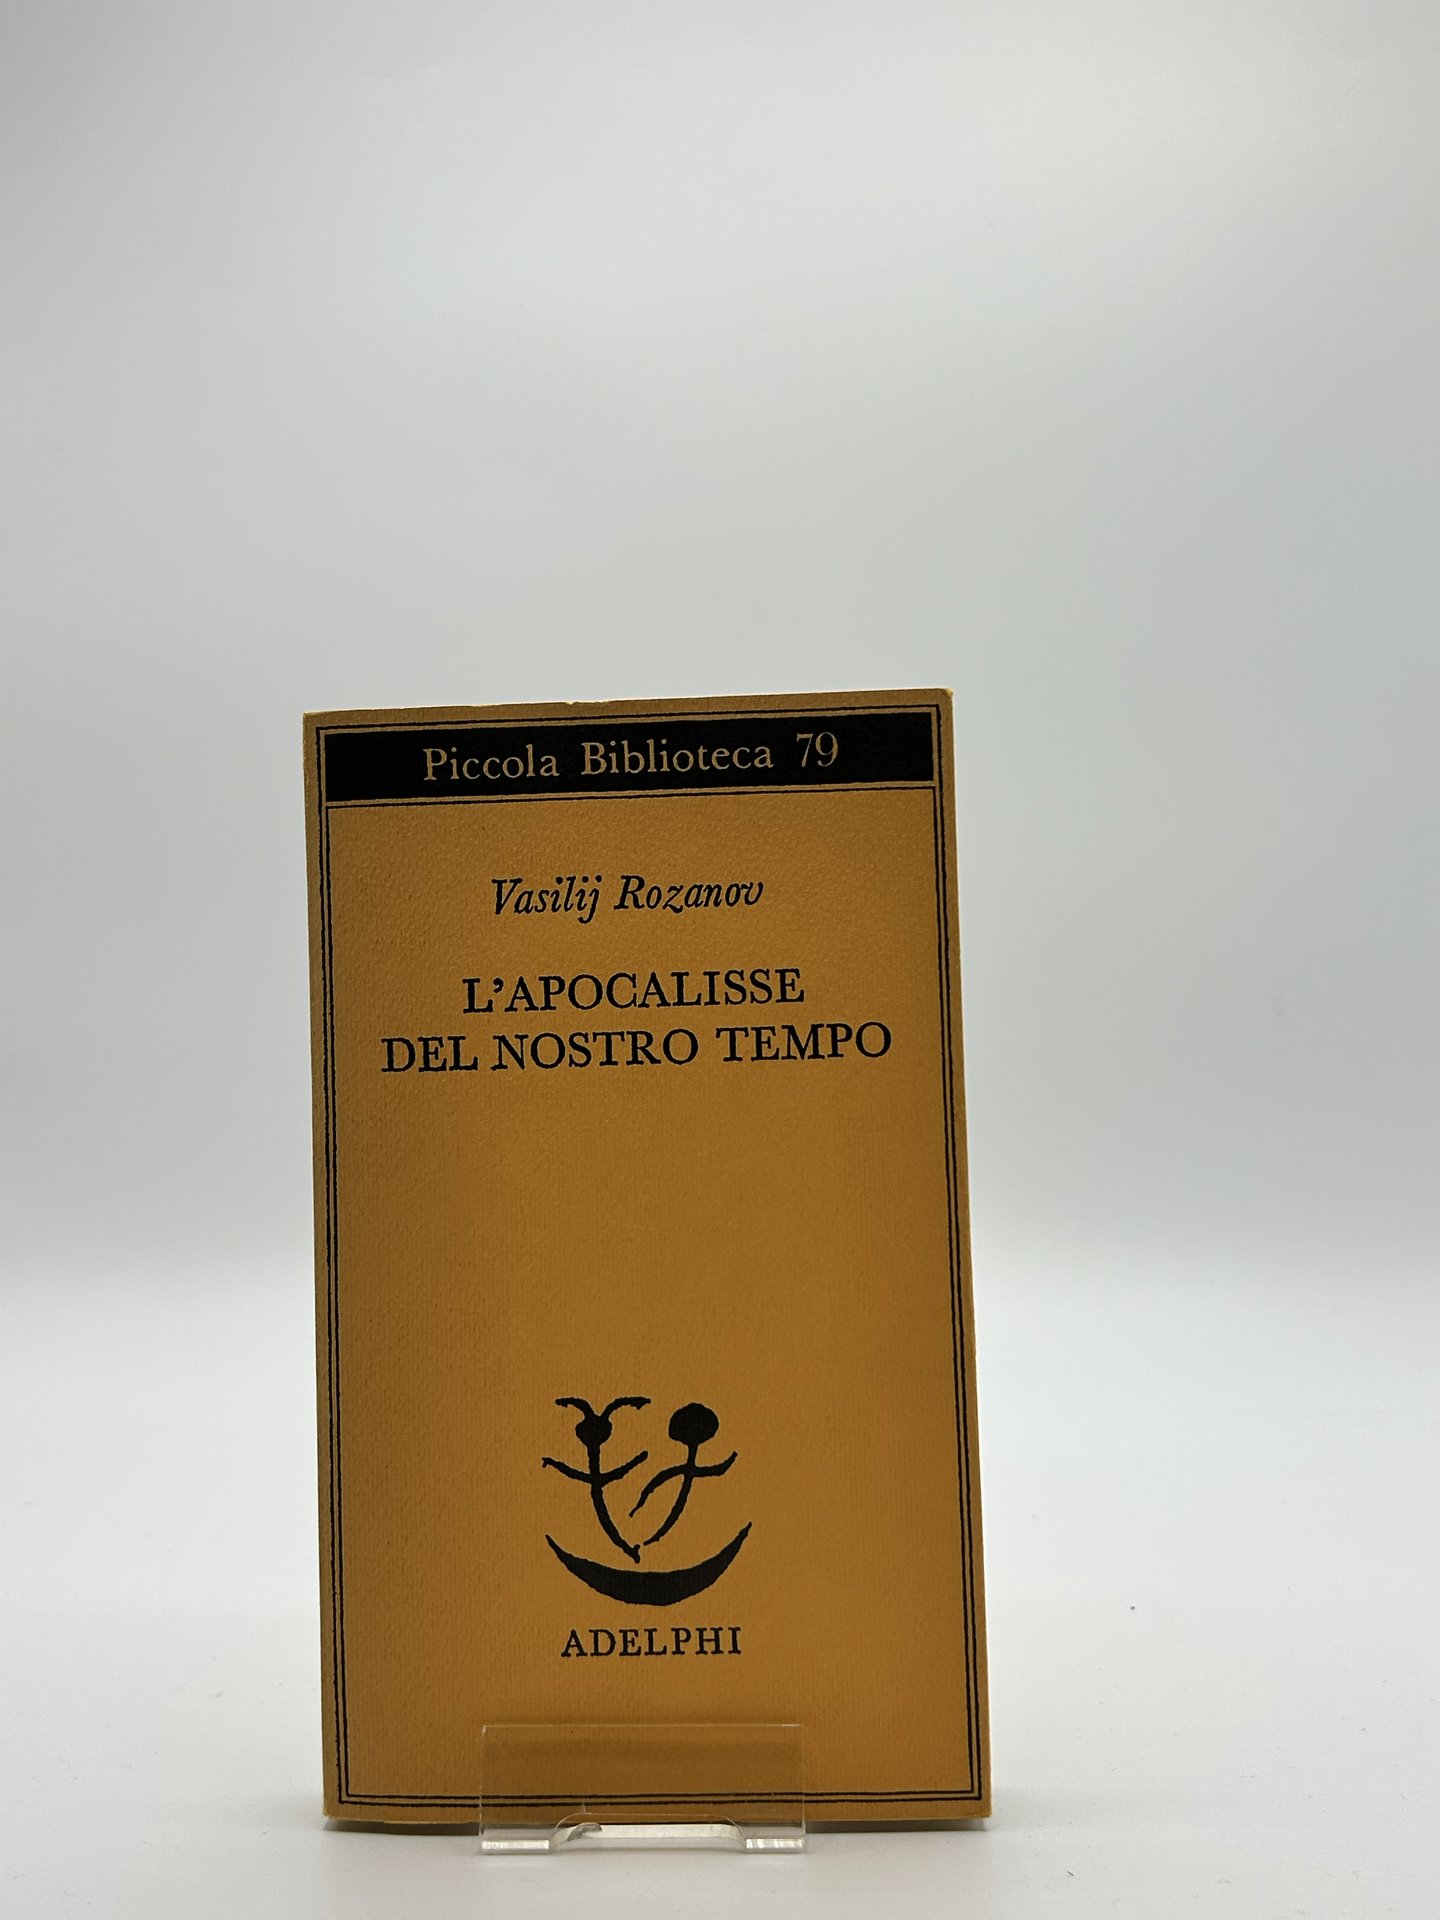 Piccola Biblioteca 79
Vasilij Rozanov
L'APOCALISSE
DEL NOSTRO TEMPO
ADELPHI